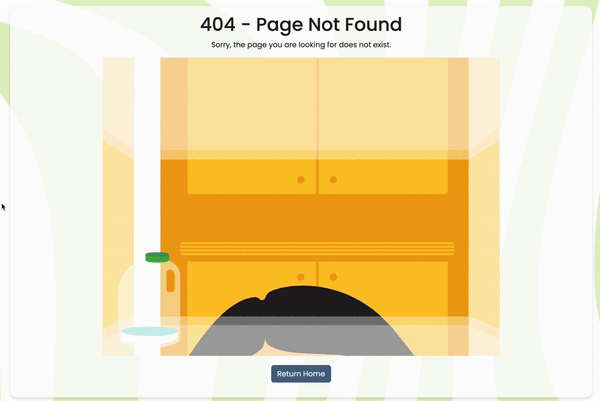 404 - Page Not Found
Sorry, the page you are looking for does not exist.
Return Home